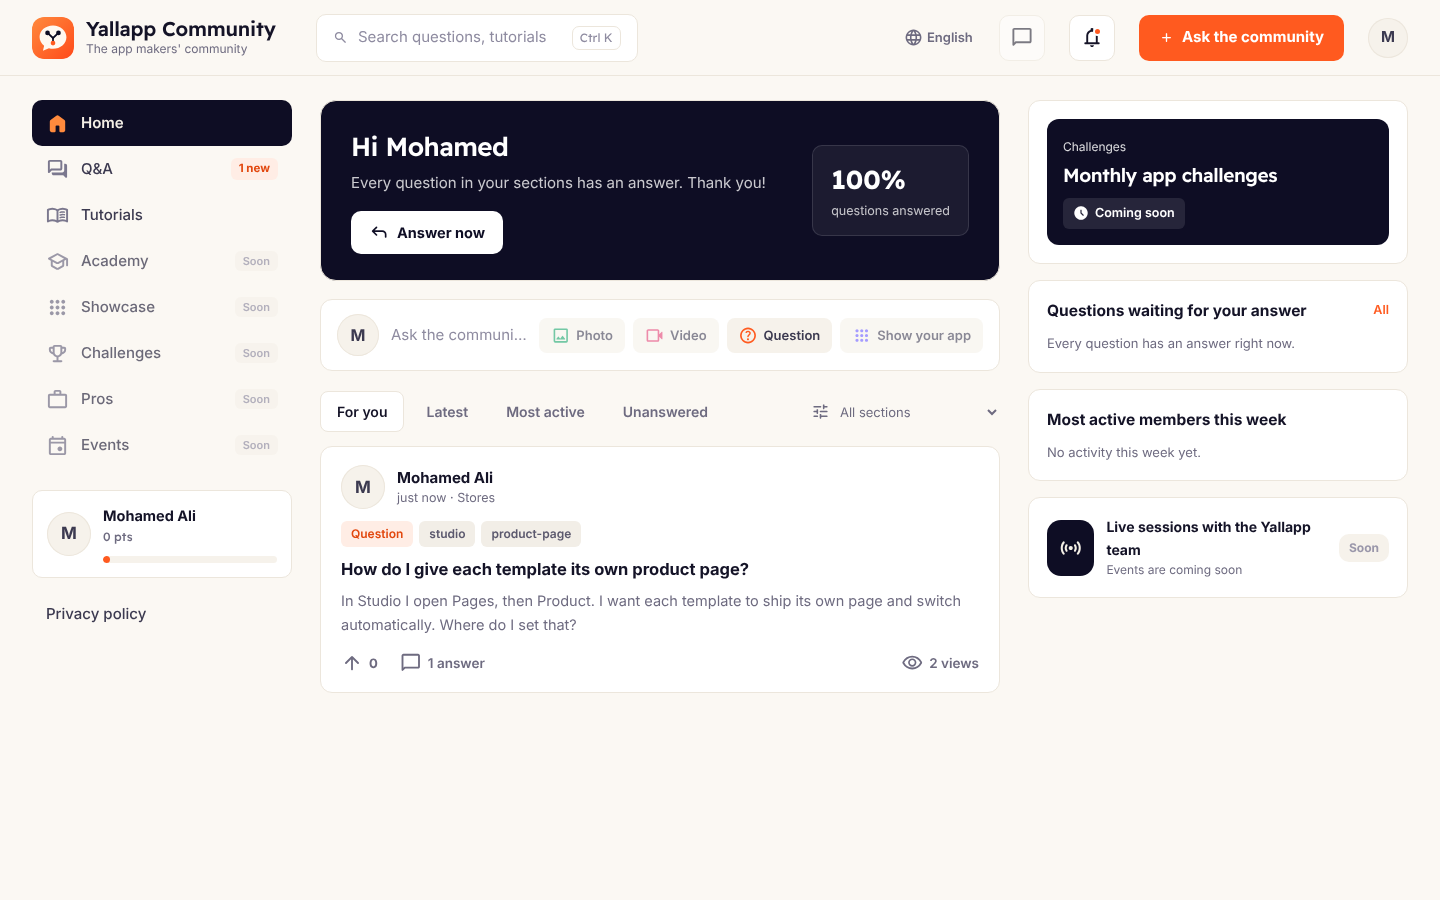 Yallapp Community
The app makers' community
Search questions, tutorials
Ctrl K
English
+ Ask the community
M
Home
Q&A
1 new
Tutorials
Academy
Soon
Showcase
Soon
Challenges
Soon
Pros
Soon
Events
Soon
M
Mohamed Ali
0 pts
Privacy policy
Hi Mohamed
Every question in your sections has an answer. Thank you!
Answer now
100%
questions answered
M
Ask the communi...
Photo
Video
Question
Show your app
For you
Latest
Most active
Unanswered
All sections
M
Mohamed Ali
just now · Stores
Question
studio
product-page
How do I give each template its own product page?
In Studio I open Pages, then Product. I want each template to ship its own page and switch
automatically. Where do I set that?
0
1 answer
2 views
Challenges
Monthly app challenges
Coming soon
Questions waiting for your answer
All
Every question has an answer right now.
Most active members this week
No activity this week yet.
Live sessions with the Yallapp
team
Events are coming soon
Soon